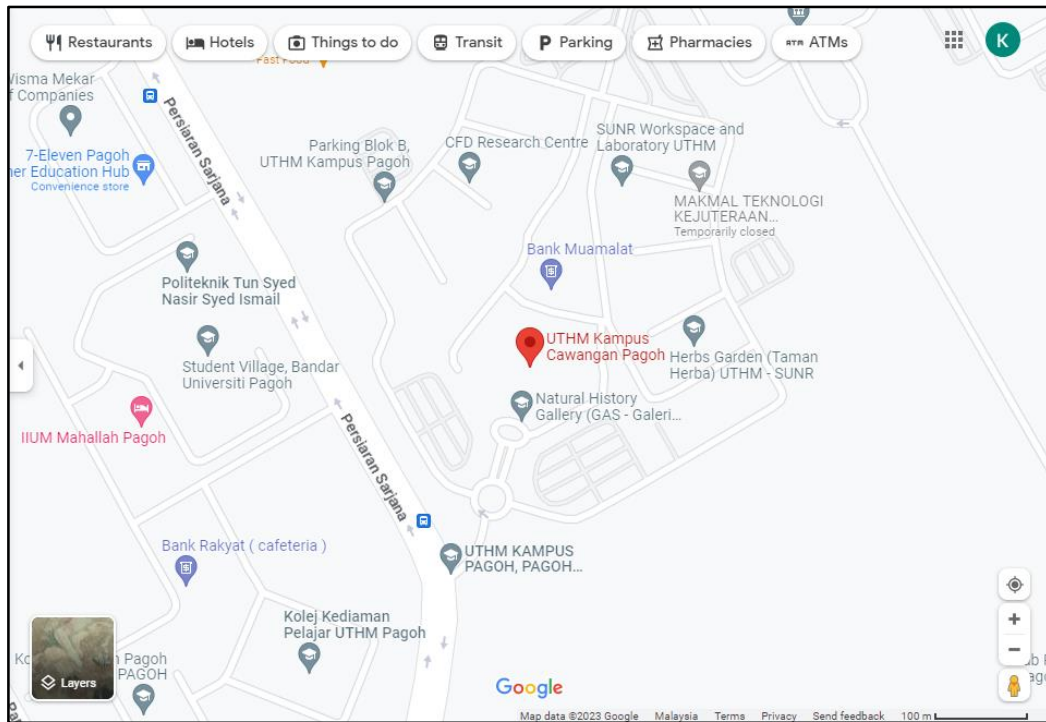 Restaurants
Hotels
Things to do
Transit
Parking
Pharmacies
ATMs
K
Fast Food
Visma Mekar
of Companies
7-Eleven Pagoh
her Education Hub
Convenience store
Persiaran Sarjana
Parking Blok B,
UTHM Kampus Pagoh
CFD Research Centre
SUNR Workspace and
Laboratory UTHM
MAKMAL TEKNOLOGI
KEJUTERAAN...
Temporarily closed
Bank Muamalat
Politeknik Tun Syed
Nasir Syed Ismail
UTHM Kampus
Cawangan Pagoh
Herbs Garden (Taman
Herba) UTHM - SUNR
Student Village, Bandar
Universiti Pagoh
Natural History
Gallery (GAS - Galeri...
IIUM Mahallah Pagoh
Persiaran Sarjana
Bank Rakyat ( cafeteria )
UTHM KAMPUS
PAGOH, PAGOH...
Kolej Kediaman
Pelajar UTHM Pagoh
Pagoh
PAGOH
Layers
Google
Map data ©2023 Google
Malaysia
Terms
Privacy
Send feedback
100 m